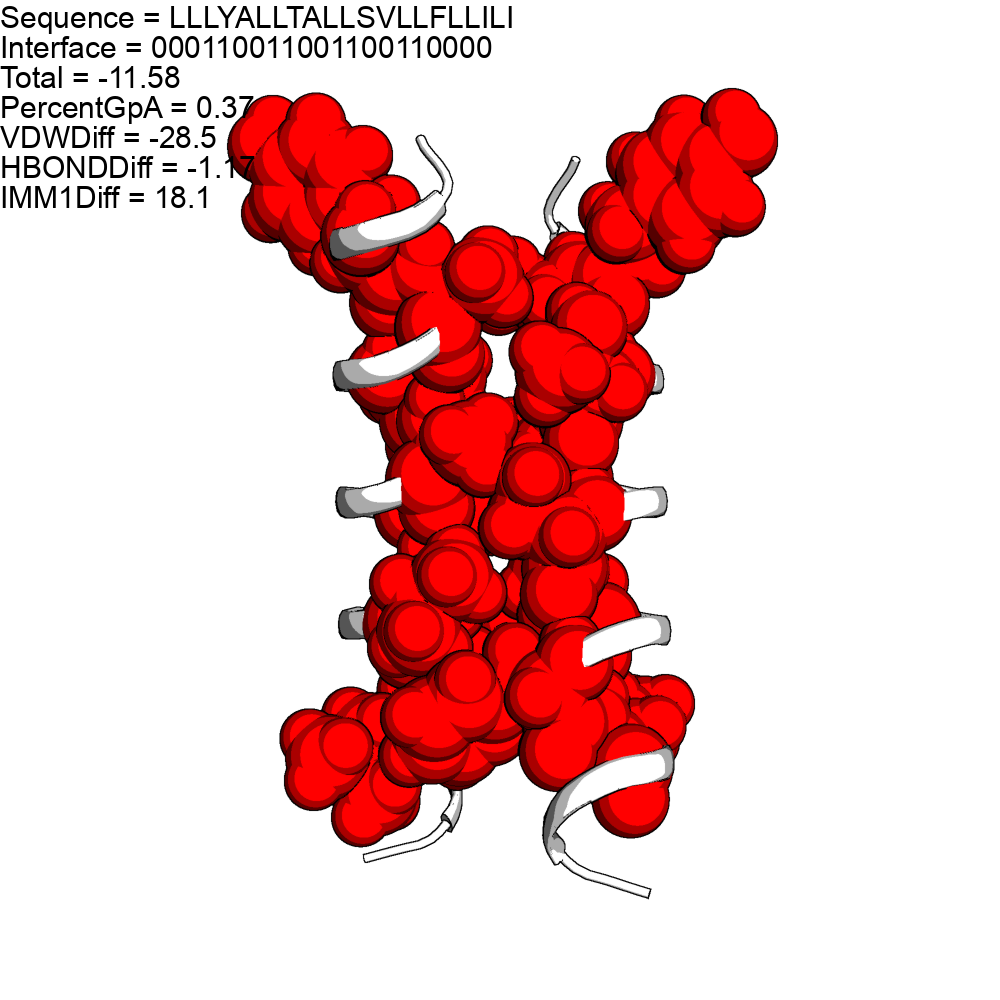 Sequence = LLLYALLTALLSVLLFLLILI
Interface = 000110011001100110000
Total = -11.58
PercentGpA = 0.37
VDWDiff = -28.5
HBONDDiff = -1.17
IMM1Diff = 18.1